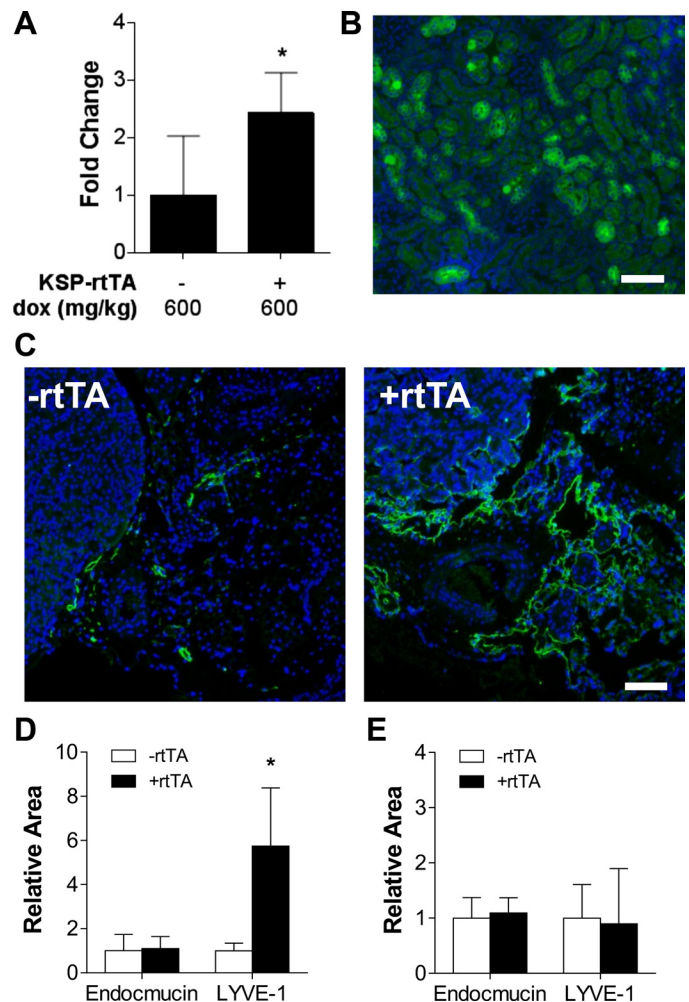 A
Fold Change
4
3
2
1
0
*
KSP-rtTA - +
dox (mg/kg) 600 600
B
C
-rtTA
+rtTA
D
Relative Area
10
8
6
4
2
0
-rtTA
+rtTA
*
Endocmucin LYVE-1
E
Relative Area
4
3
2
1
0
-rtTA
+rtTA
Endocmucin LYVE-1